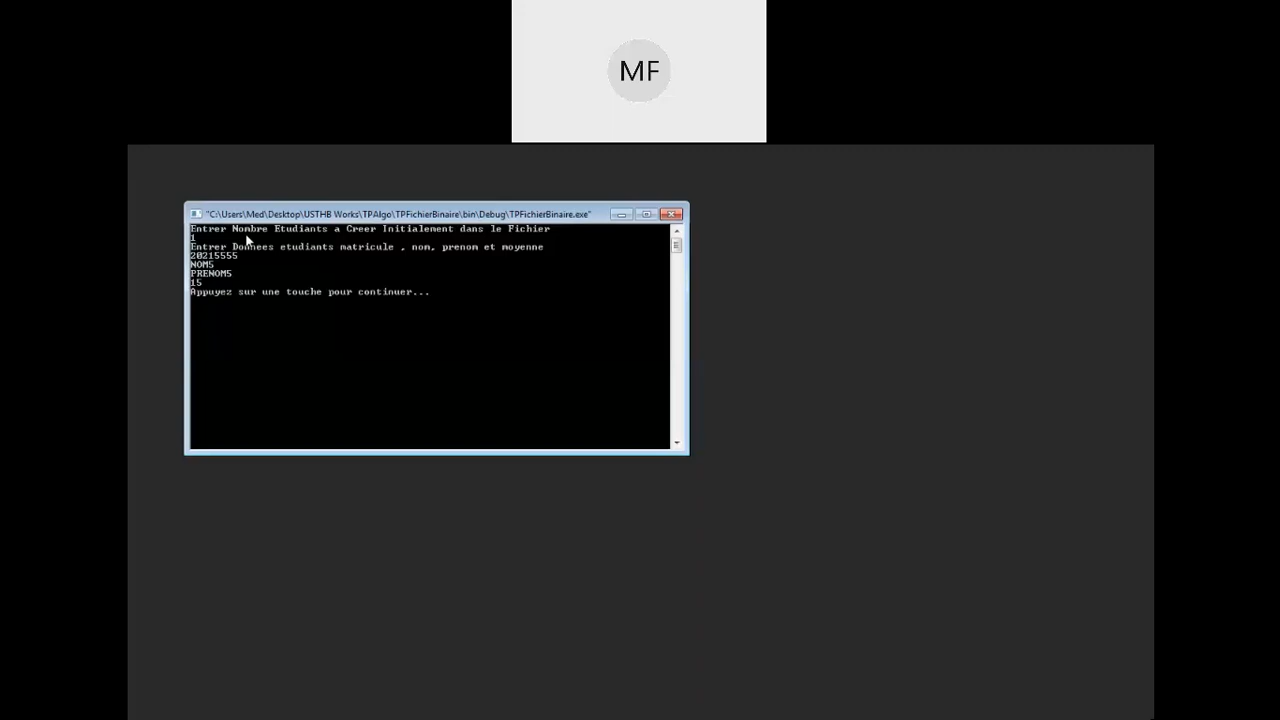 MF
"C:\Users\Med\Desktop\USTHB Works\TPAlgo\TPFichierBinaire\bin\Debug\TPFichierBinaire.exe"
Entrer Nombre Etudiants a Creer Initialement dans le Fichier
1
Entrer Donnees etudiants matricule , nom, prenom et moyenne
20215555
NOM5
PRENOM5
15
Appuyez sur une touche pour continuer...